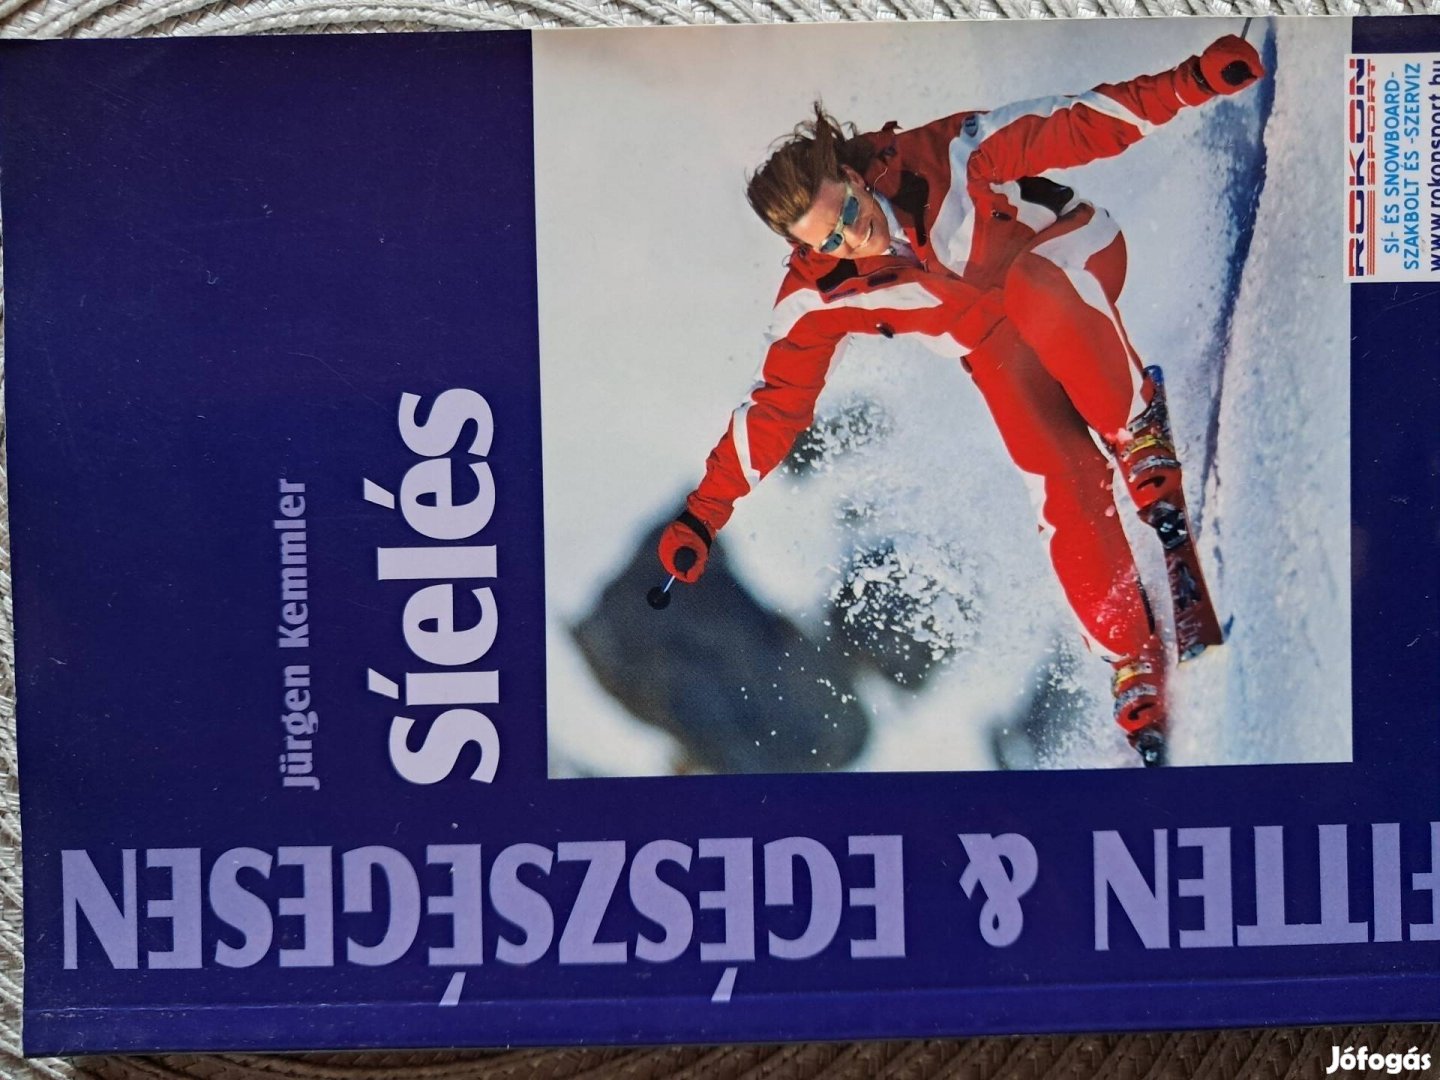 jürgen Kemmler
síelés
FITTEN & EGÉSZSÉGESEN
ROKON
SPORT
SÍ- ÉS SNOWBOARD-
SZAKBOLT ÉS -SZERVIZ
www.rokonsport.hu
Jófogás